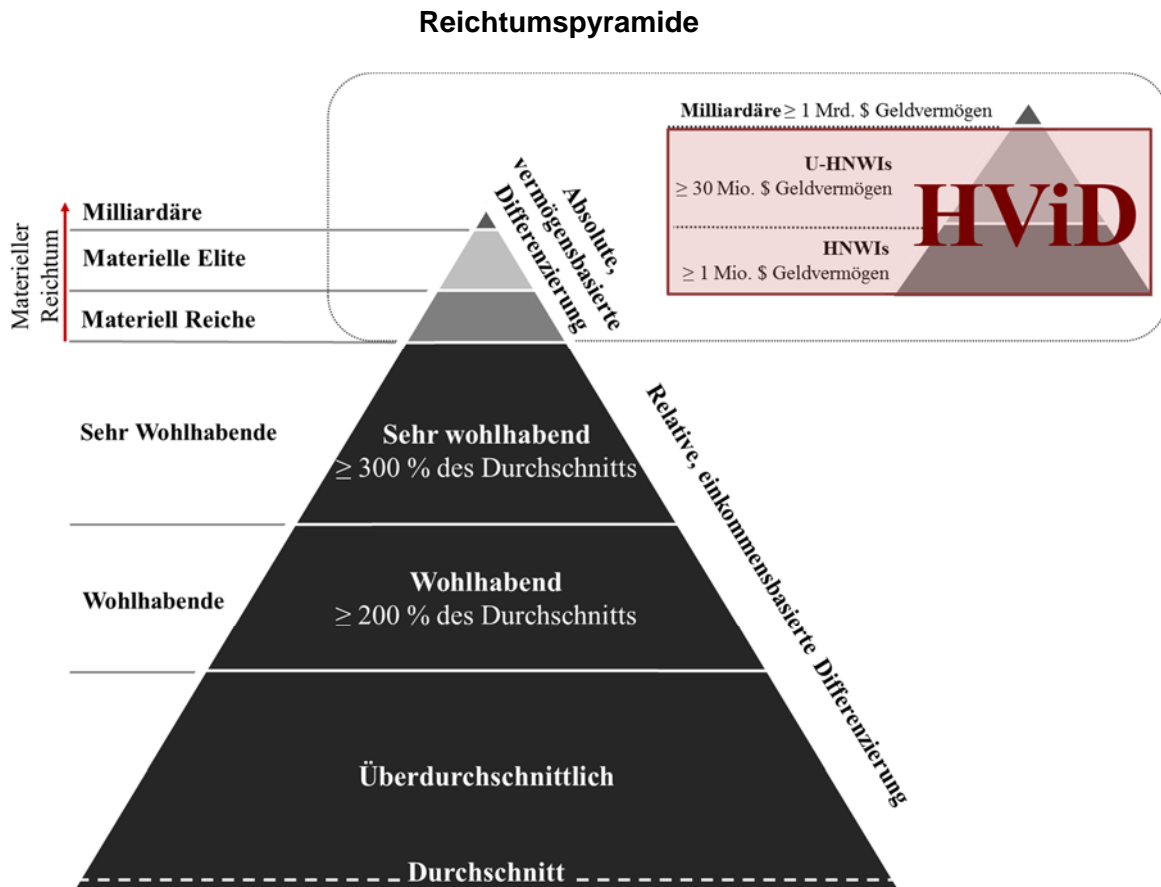 Reichtumspyramide
Milliardäre ≥ 1 Mrd. $ Geldvermögen
U-HNWIs
≥ 30 Mio. $ Geldvermögen
HNWIs
≥ 1 Mio. $ Geldvermögen
HViD
Absolute,
vermögensbasierte
Differenzierung
Materieller
Reichtum
Milliardäre
Materielle Elite
Materiell Reiche
Sehr Wohlhabende
Sehr wohlhabend
≥ 300 % des Durchschnitts
Relative, einkommensbasierte Differenzierung
Wohlhabende
Wohlhabend
≥ 200 % des Durchschnitts
Überdurchschnittlich
Durchschnitt